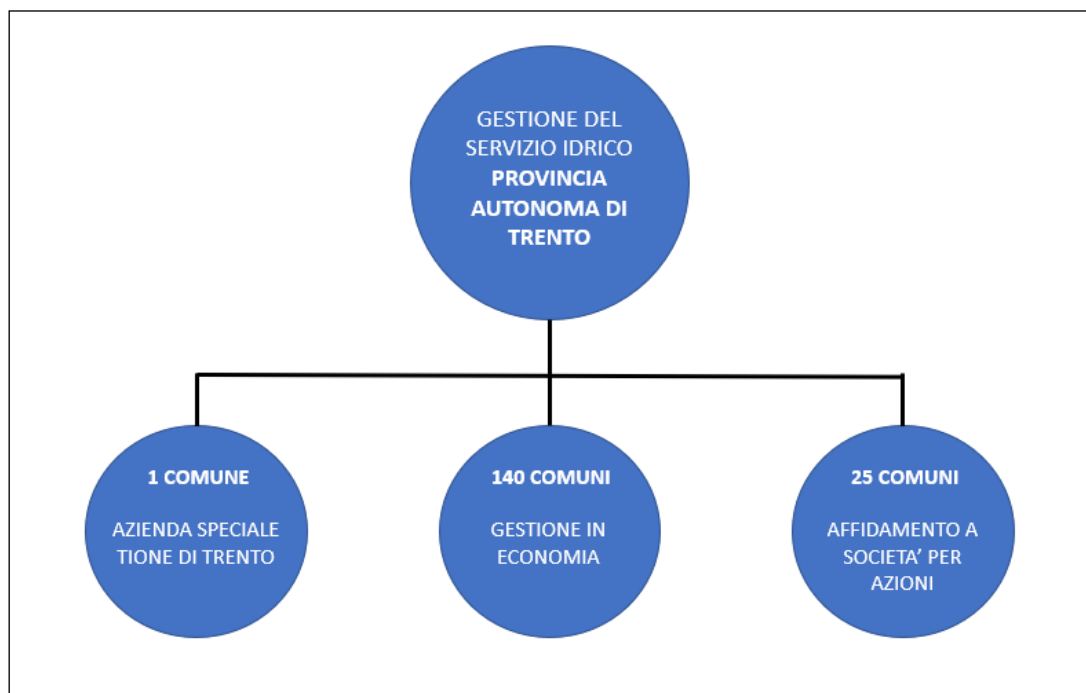 GESTIONE DEL
SERVIZIO IDRICO
PROVINCIA
AUTONOMA DI
TRENTO
1 COMUNE
AZIENDA SPECIALE
TIONE DI TRENTO
140 COMUNI
GESTIONE IN
ECONOMIA
25 COMUNI
AFFIDAMENTO A
SOCIETA’ PER
AZIONI